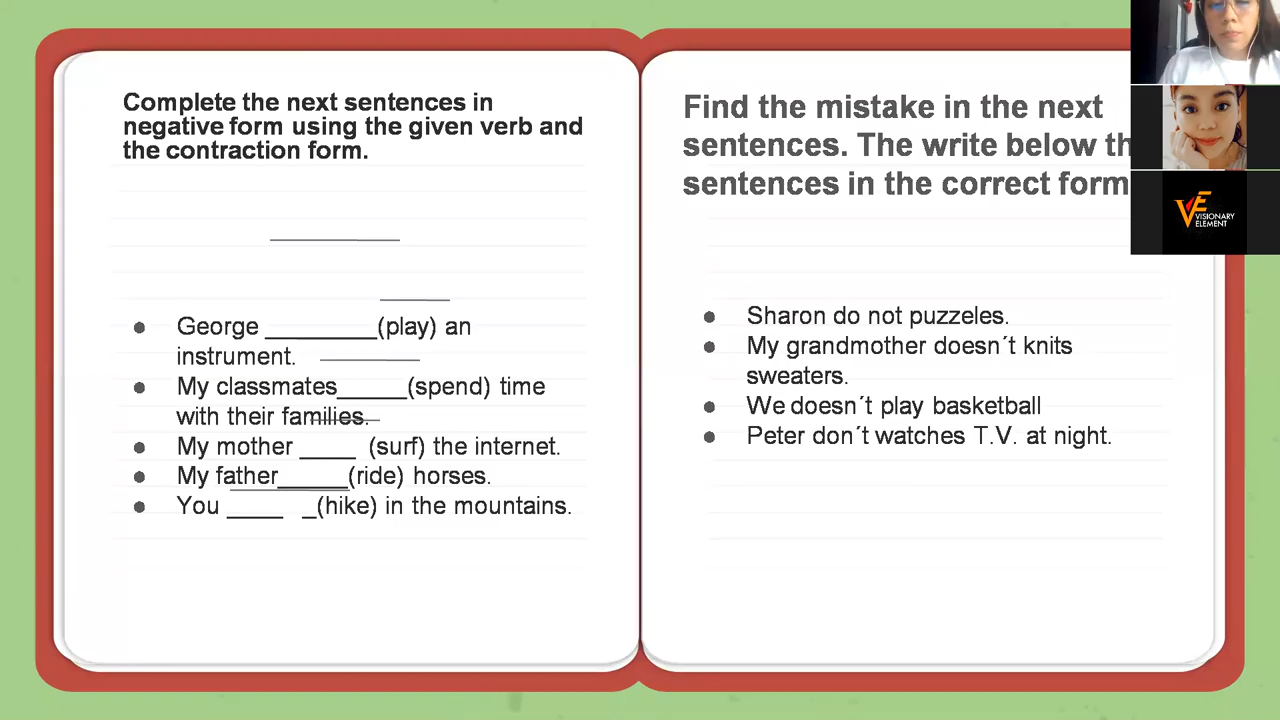 Complete the next sentences in
negative form using the given verb and
the contraction form.
George ________(play) an
instrument.
My classmates_____(spend) time
with their families.
My mother ____ (surf) the internet.
My father_____(ride) horses.
You ____ _(hike) in the mountains.
Find the mistake in the next
sentences. The write below th
sentences in the correct form
Sharon do not puzzeles.
My grandmother doesn´t knits
sweaters.
We doesn´t play basketball
Peter don´t watches T.V. at night.
VISIONARY
ELEMENT